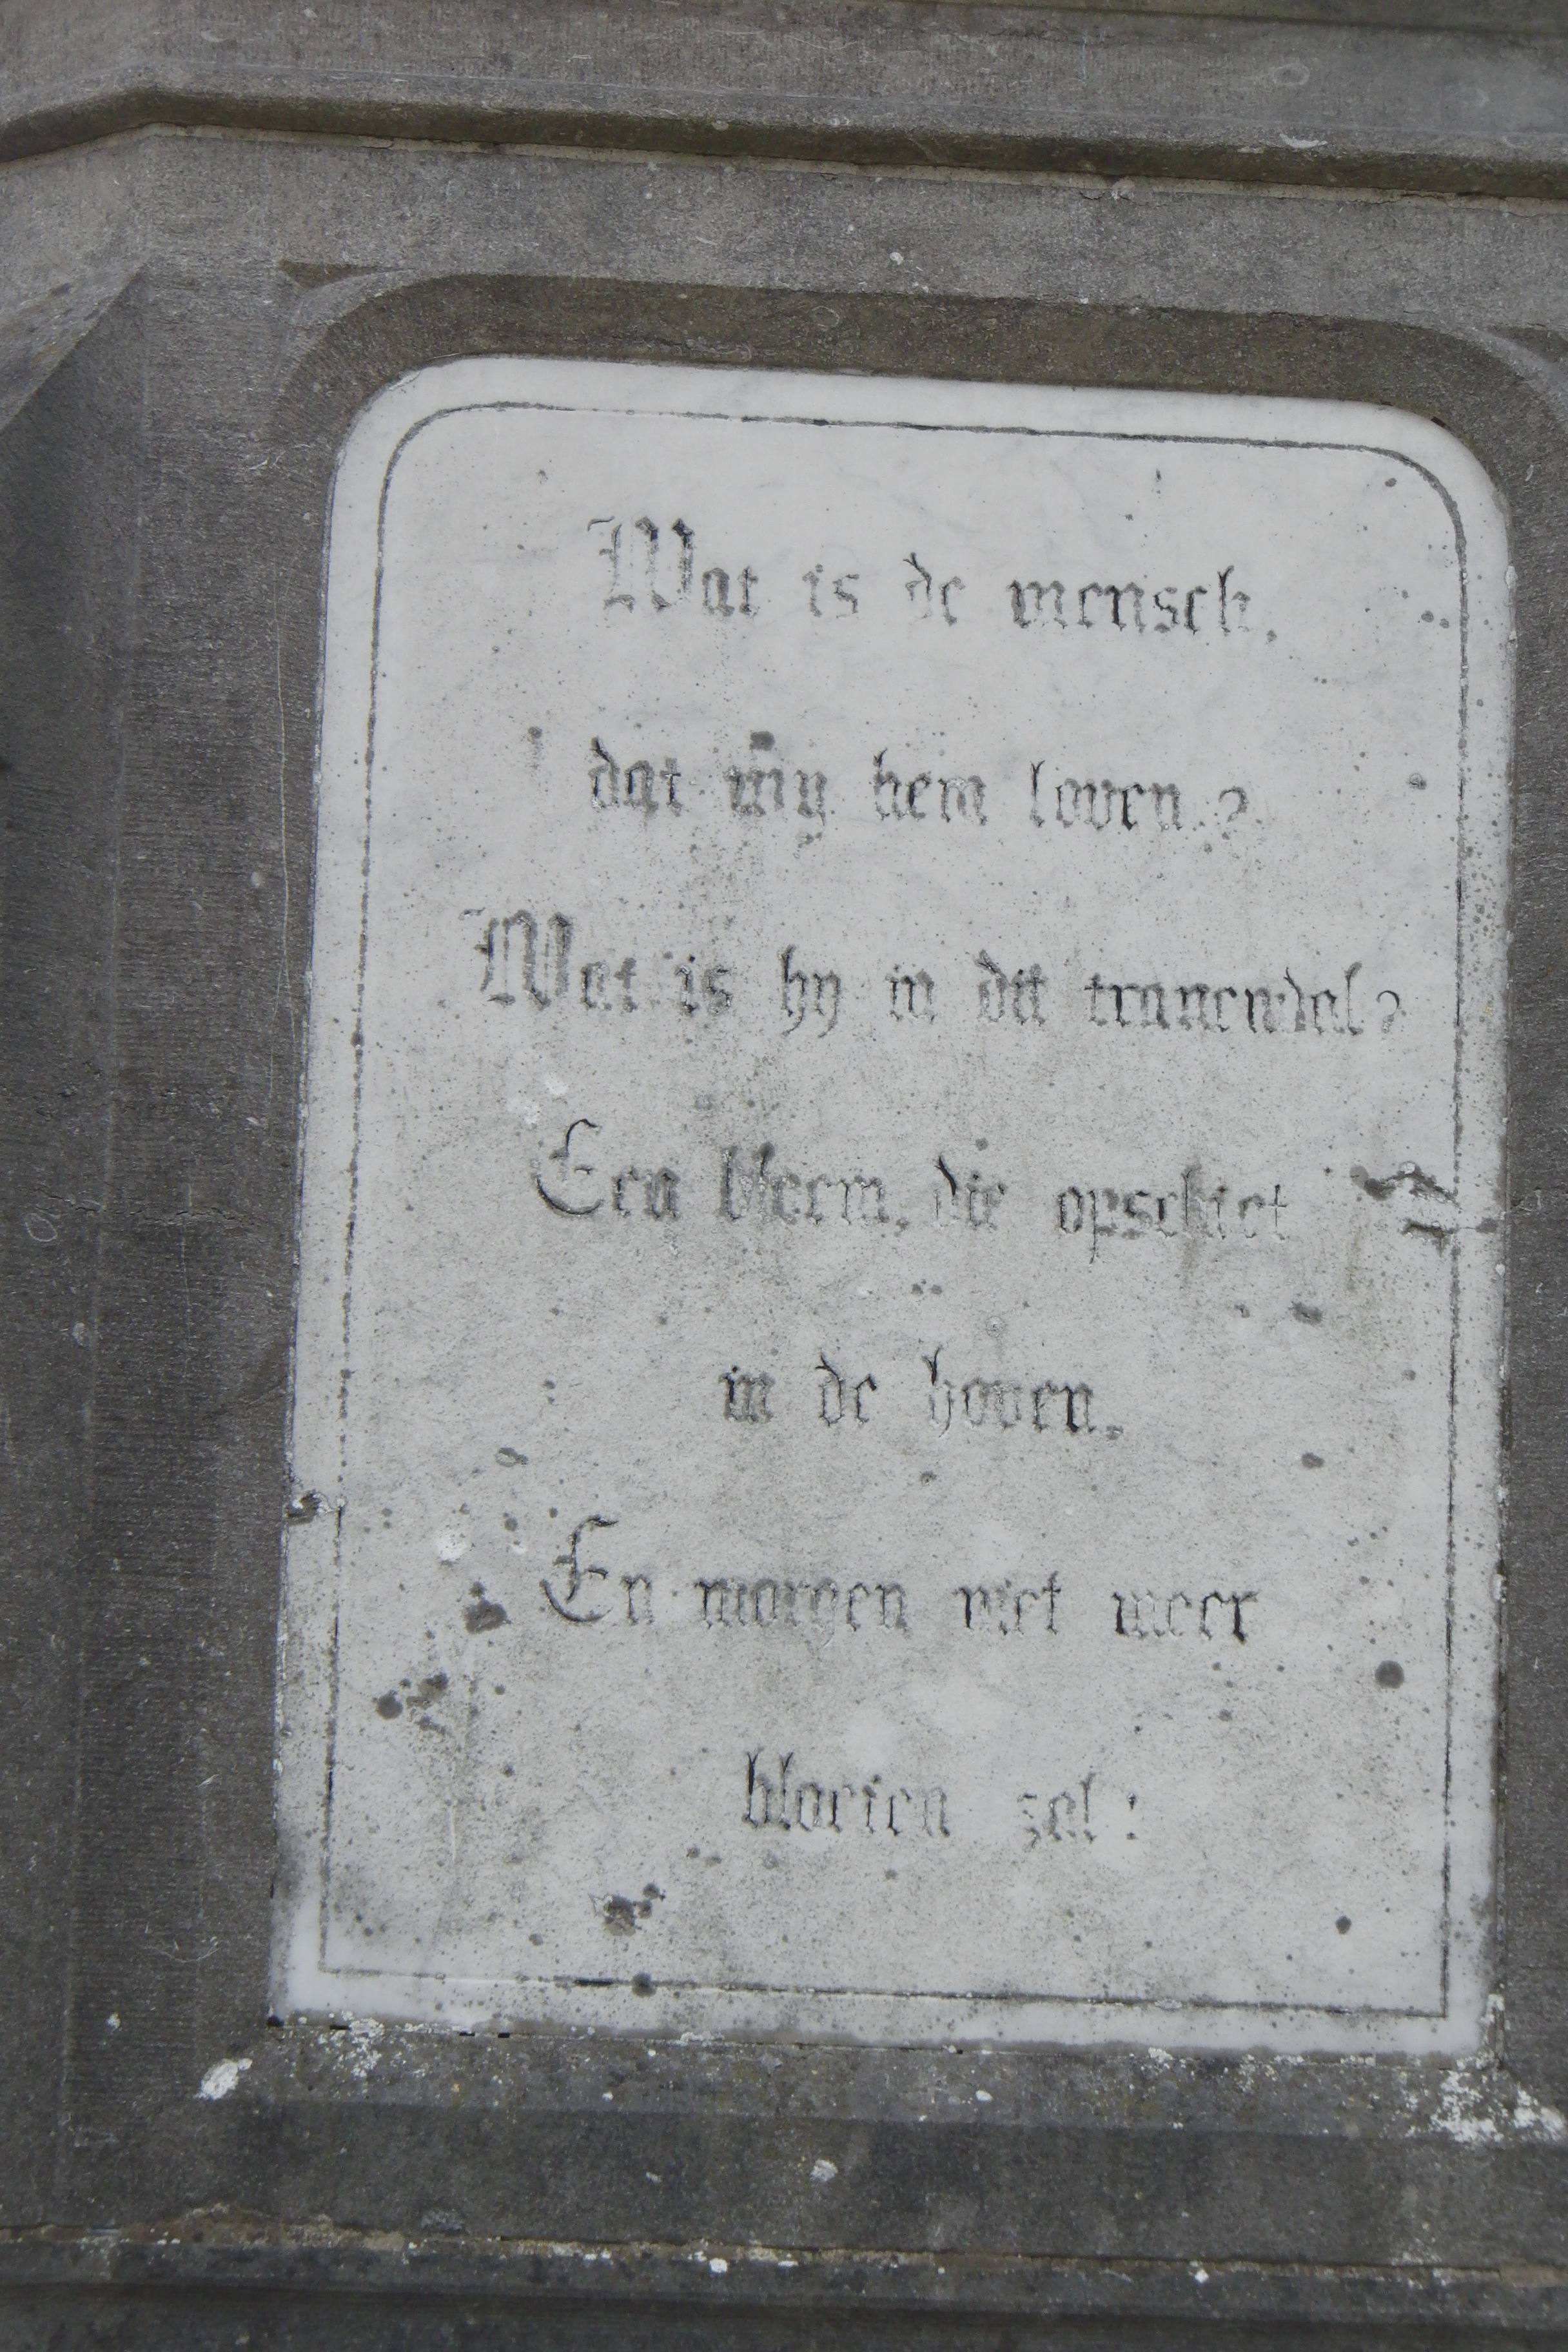 Wat is de mensch,
dat wy hem loven?
Wat is hy in dit tranendal?
Een bloem, die opschiet
in de hoven,
En morgen niet meer
bloeien zal!